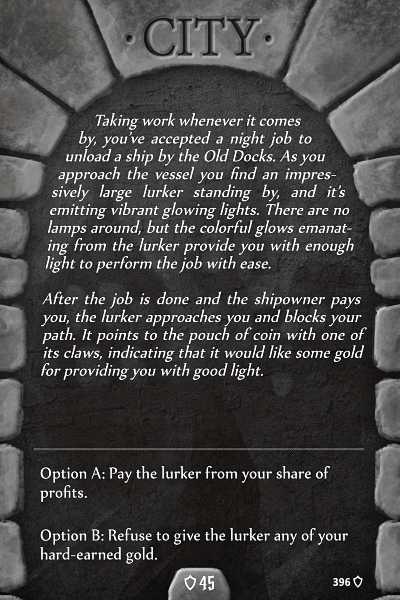 ·CITY·
Taking work whenever it comes
by, you've accepted a night job to
unload a ship by the Old Docks. As you
approach the vessel you find an impres-
sively large lurker standing by, and it's
emitting vibrant glowing lights. There are no
lamps around, but the colorful glows emanat-
ing from the lurker provide you with enough
light to perform the job with ease.
After the job is done and the shipowner pays
you, the lurker approaches you and blocks your
path. It points to the pouch of coin with one of
its claws, indicating that it would like some gold
for providing you with good light.
Option A: Pay the lurker from your share of
profits.
Option B: Refuse to give the lurker any of your
hard-earned gold.
45
396